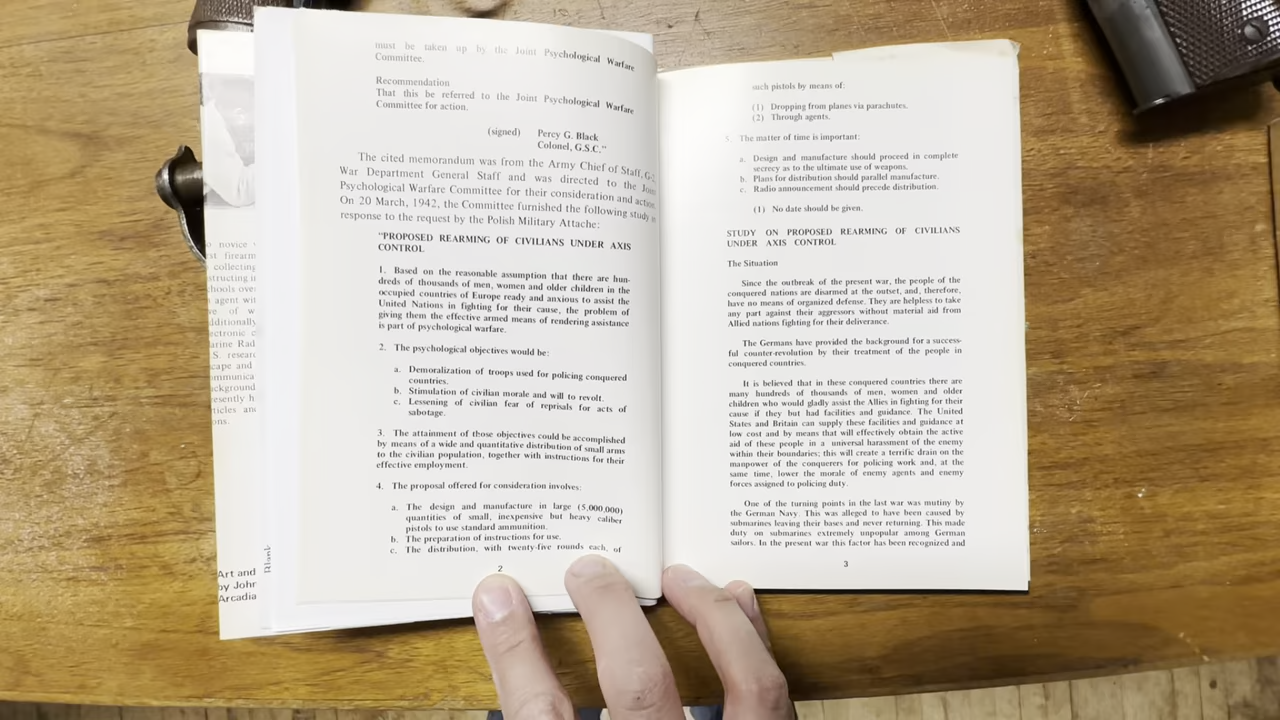 must be taken up by the Joint Psychological Warfare
Committee.
Recommendation
That this be referred to the Joint Psychological Warfare
Committee for action.
(signed) Percy G. Black
Colonel, G.S.C."
The cited memorandum was from the Army Chief of Staff, G-2,
War Department General Staff and was directed to the Joint
Psychological Warfare Committee for their consideration and action.
On 20 March, 1942, the Committee furnished the following study in
response to the request by the Polish Military Attache:
"PROPOSED REARMING OF CIVILIANS UNDER AXIS
CONTROL
1. Based on the reasonable assumption that there are hun-
dreds of thousands of men, women and older children in the
occupied countries of Europe ready and anxious to assist the
United Nations in fighting for their cause, the problem of
giving them the effective armed means of rendering assistance
is part of psychological warfare.
2. The psychological objectives would be:
a. Demoralization of troops used for policing conquered
countries.
b. Stimulation of civilian morale and will to revolt.
c. Lessening of civilian fear of reprisals for acts of
sabotage.
3. The attainment of those objectives could be accomplished
by means of a wide and quantitative distribution of small arms
to the civilian population, together with instructions for their
effective employment.
4. The proposal offered for consideration involves:
a. The design and manufacture in large (5,000,000)
quantities of small, inexpensive but heavy caliber
pistols to use standard ammunition.
b. The preparation of instructions for use.
c. The distribution, with twenty-five rounds each, of
2
such pistols by means of:
(1) Dropping from planes via parachutes.
(2) Through agents.
5. The matter of time is important:
a. Design and manufacture should proceed in complete
secrecy as to the ultimate use of weapons.
b. Plans for distribution should parallel manufacture.
c. Radio announcement should precede distribution.
(1) No date should be given.
STUDY ON PROPOSED REARMING OF CIVILIANS
UNDER AXIS CONTROL
The Situation
Since the outbreak of the present war, the people of the
conquered nations are disarmed at the outset, and, therefore,
have no means of organized defense. They are helpless to take
any part against their aggressors without material aid from
Allied nations fighting for their deliverance.
The Germans have provided the background for a success-
ful counter-revolution by their treatment of the people in
conquered countries.
It is believed that in these conquered countries there are
many hundreds of thousands of men, women and older
children who would gladly assist the Allies in fighting for their
cause if they but had facilities and guidance. The United
States and Britain can supply these facilities and guidance at
low cost and by means that will effectively obtain the active
aid of these people in a universal harassment of the enemy
within their boundaries; this will create a terrific drain on the
manpower of the conquerors for policing work and, at the
same time, lower the morale of enemy agents and enemy
forces assigned to policing duty.
One of the turning points in the last war was mutiny by
the German Navy. This was alleged to have been caused by
submarines leaving their bases and never returning. This made
duty on submarines extremely unpopular among German
sailors. In the present war this factor has been recognized and
3
novice
firearm
collecting
agent
Art and
by John
Arcadia